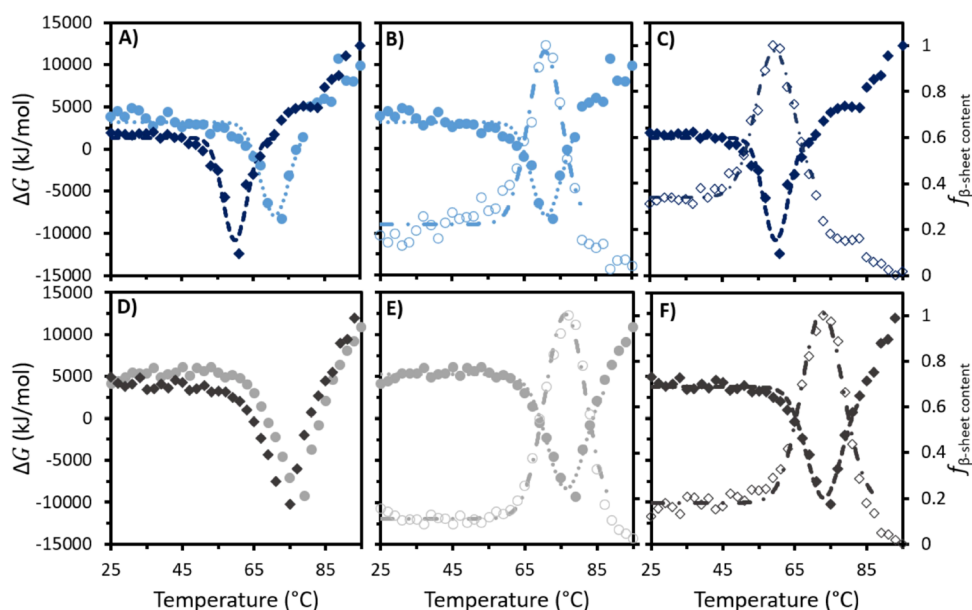 A)
B)
C)
15000
10000
5000
0
-5000
-10000
-15000
ΔG (kJ/mol)
1
0.8
0.6
0.4
0.2
0
fβ-sheet content
D)
E)
F)
15000
10000
5000
0
-5000
-10000
-15000
ΔG (kJ/mol)
1
0.8
0.6
0.4
0.2
0
fβ-sheet content
25 45 65 85 25 45 65 85 25 45 65 85
Temperature (°C) Temperature (°C) Temperature (°C)